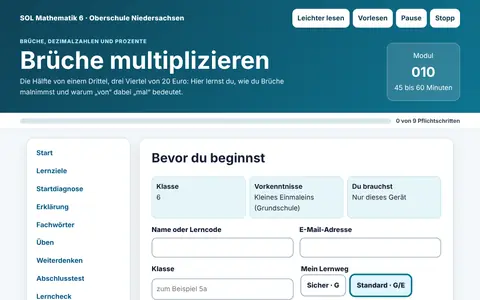 SOL Mathematik 6 · Oberschule Niedersachsen
Leichter lesen
Vorlesen
Pause
Stopp
BRÜCHE, DEZIMALZAHLEN UND PROZENTE
Brüche multiplizieren
Die Hälfte von einem Drittel, drei Viertel von 20 Euro: Hier lernst du, wie du Brüche
malnimmst und warum „von“ dabei „mal“ bedeutet.
Modul
010
45 bis 60 Minuten
0 von 9 Pflichtschritten
Start
Lernziele
Startdiagnose
Erklärung
Fachwörter
Üben
Weiterdenken
Abschlusstest
Lerncheck
Bevor du beginnst
Klasse
6
Vorkenntnisse
Kleines Einmaleins
(Grundschule)
Du brauchst
Nur dieses Gerät
Name oder Lerncode
E-Mail-Adresse
Klasse
zum Beispiel 5a
Mein Lernweg
Sicher · G
Standard · G/E